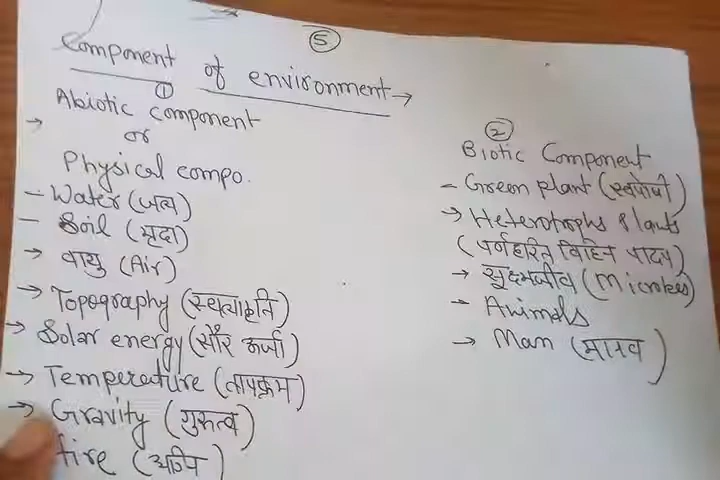 ⑤
Component of environment →
①
→ Abiotic component
or
Physical compo.
– Water (जल)
– Soil (मृदा)
→ वायु (Air)
→ Topography (स्थलाकृति)
→ Solar energy (सौर ऊर्जा)
→ Temperature (तापक्रम)
→ Gravity (गुरुत्व)
fire (अग्नि)
②
Biotic Component
– Green plant (स्वपोषी)
→ Heterotrophs Plants
(पर्णहरित विहिन पादप)
→ सूक्ष्मजीव (Microbes)
– Animals
→ Man (मानव)